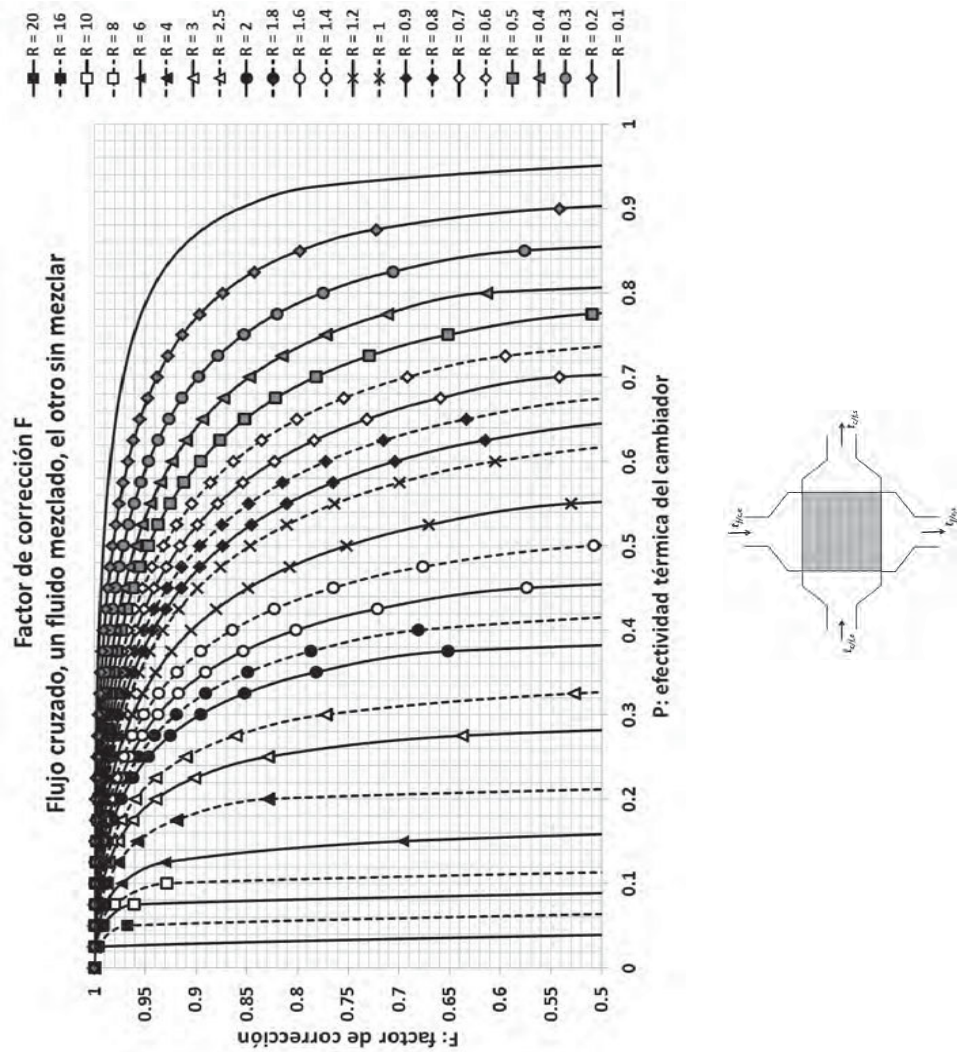 Factor de corrección F
Flujo cruzado, un fluido mezclado, el otro sin mezclar
F: factor de corrección
1
0.95
0.9
0.85
0.8
0.75
0.7
0.65
0.6
0.55
0.5
0
0.1
0.2
0.3
0.4
0.5
0.6
0.7
0.8
0.9
1
P: efectividad térmica del cambiador
R = 20
R = 16
R = 10
R = 8
R = 6
R = 4
R = 3
R = 2.5
R = 2
R = 1.8
R = 1.6
R = 1.4
R = 1.2
R = 1
R = 0.9
R = 0.8
R = 0.7
R = 0.6
R = 0.5
R = 0.4
R = 0.3
R = 0.2
R = 0.1